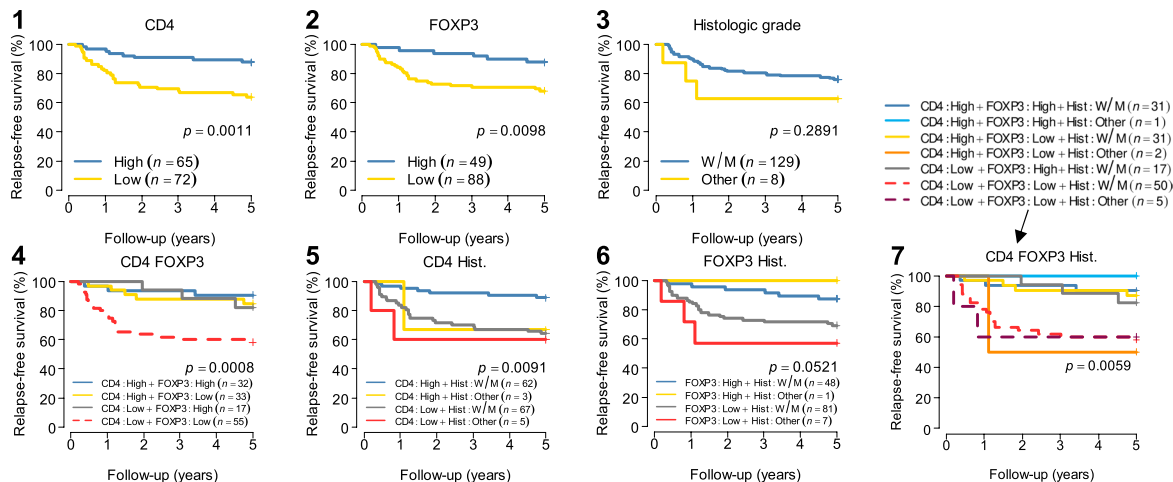 1
CD4
Relapse-free survival (%)
100
80
60
40
20
0
p = 0.0011
High (n = 65)
Low (n = 72)
0 1 2 3 4 5
Follow-up (years)
2
FOXP3
Relapse-free survival (%)
100
80
60
40
20
0
p = 0.0098
High (n = 49)
Low (n = 88)
0 1 2 3 4 5
Follow-up (years)
3
Histologic grade
Relapse-free survival (%)
100
80
60
40
20
0
p = 0.2891
W/M (n = 129)
Other (n = 8)
0 1 2 3 4 5
Follow-up (years)
CD4 : High + FOXP3 : High + Hist : W/M (n = 31)
CD4 : High + FOXP3 : High + Hist : Other (n = 1)
CD4 : High + FOXP3 : Low + Hist : W/M (n = 31)
CD4 : High + FOXP3 : Low + Hist : Other (n = 2)
CD4 : Low + FOXP3 : High + Hist : W/M (n = 17)
CD4 : Low + FOXP3 : Low + Hist : W/M (n = 50)
CD4 : Low + FOXP3 : Low + Hist : Other (n = 5)
4
CD4 FOXP3
Relapse-free survival (%)
100
80
60
40
20
0
p = 0.0008
CD4 : High + FOXP3 : High (n = 32)
CD4 : High + FOXP3 : Low (n = 33)
CD4 : Low + FOXP3 : High (n = 17)
CD4 : Low + FOXP3 : Low (n = 55)
0 1 2 3 4 5
Follow-up (years)
5
CD4 Hist.
Relapse-free survival (%)
100
80
60
40
20
0
p = 0.0091
CD4 : High + Hist : W/M (n = 62)
CD4 : High + Hist : Other (n = 3)
CD4 : Low + Hist : W/M (n = 67)
CD4 : Low + Hist : Other (n = 5)
0 1 2 3 4 5
Follow-up (years)
6
FOXP3 Hist.
Relapse-free survival (%)
100
80
60
40
20
0
p = 0.0521
FOXP3 : High + Hist : W/M (n = 48)
FOXP3 : High + Hist : Other (n = 1)
FOXP3 : Low + Hist : W/M (n = 81)
FOXP3 : Low + Hist : Other (n = 7)
0 1 2 3 4 5
Follow-up (years)
7
CD4 FOXP3 Hist.
Relapse-free survival (%)
100
80
60
40
20
0
p = 0.0059
0 1 2 3 4 5
Follow-up (years)